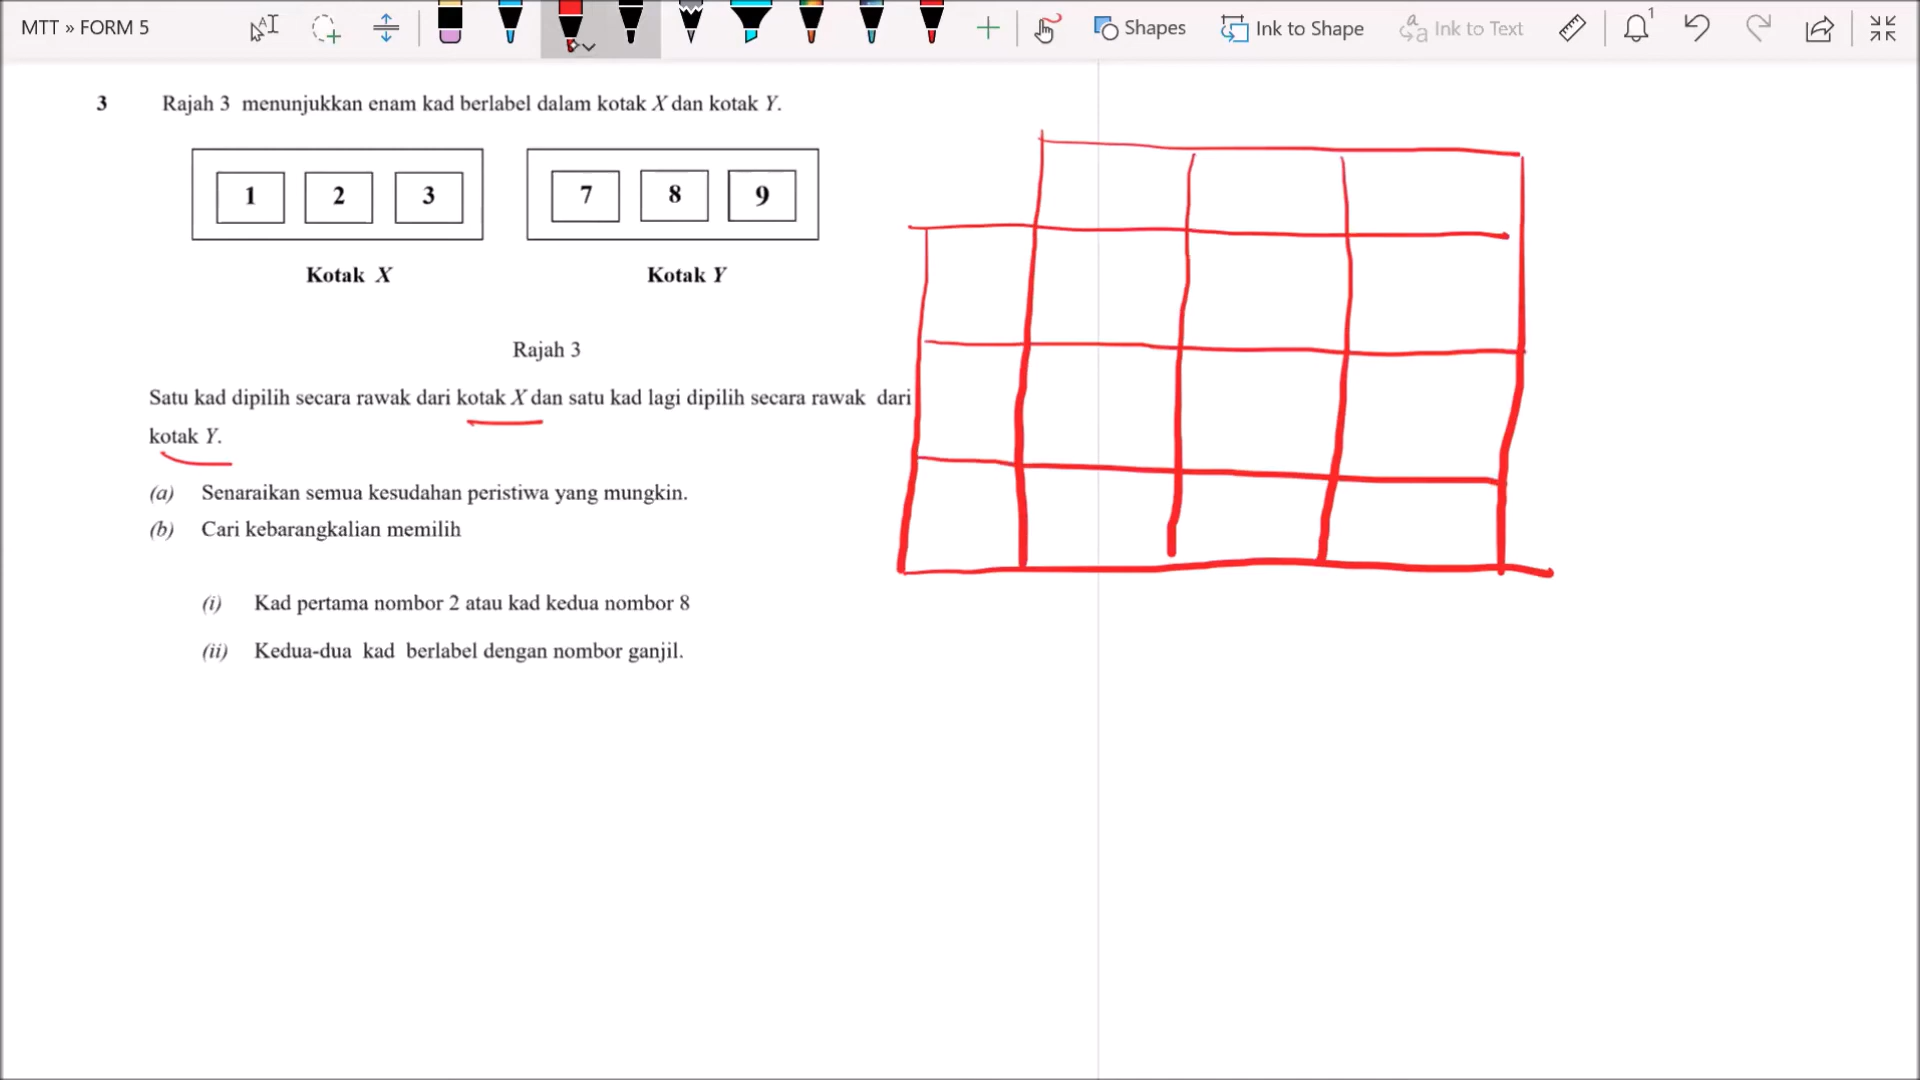 MTT » FORM 5
Shapes
Ink to Shape
Ink to Text
1
3 Rajah 3 menunjukkan enam kad berlabel dalam kotak X dan kotak Y.
1 2 3 7 8 9
Kotak X Kotak Y
Rajah 3
Satu kad dipilih secara rawak dari kotak X dan satu kad lagi dipilih secara rawak dari
kotak Y.
(a) Senaraikan semua kesudahan peristiwa yang mungkin.
(b) Cari kebarangkalian memilih
(i) Kad pertama nombor 2 atau kad kedua nombor 8
(ii) Kedua-dua kad berlabel dengan nombor ganjil.